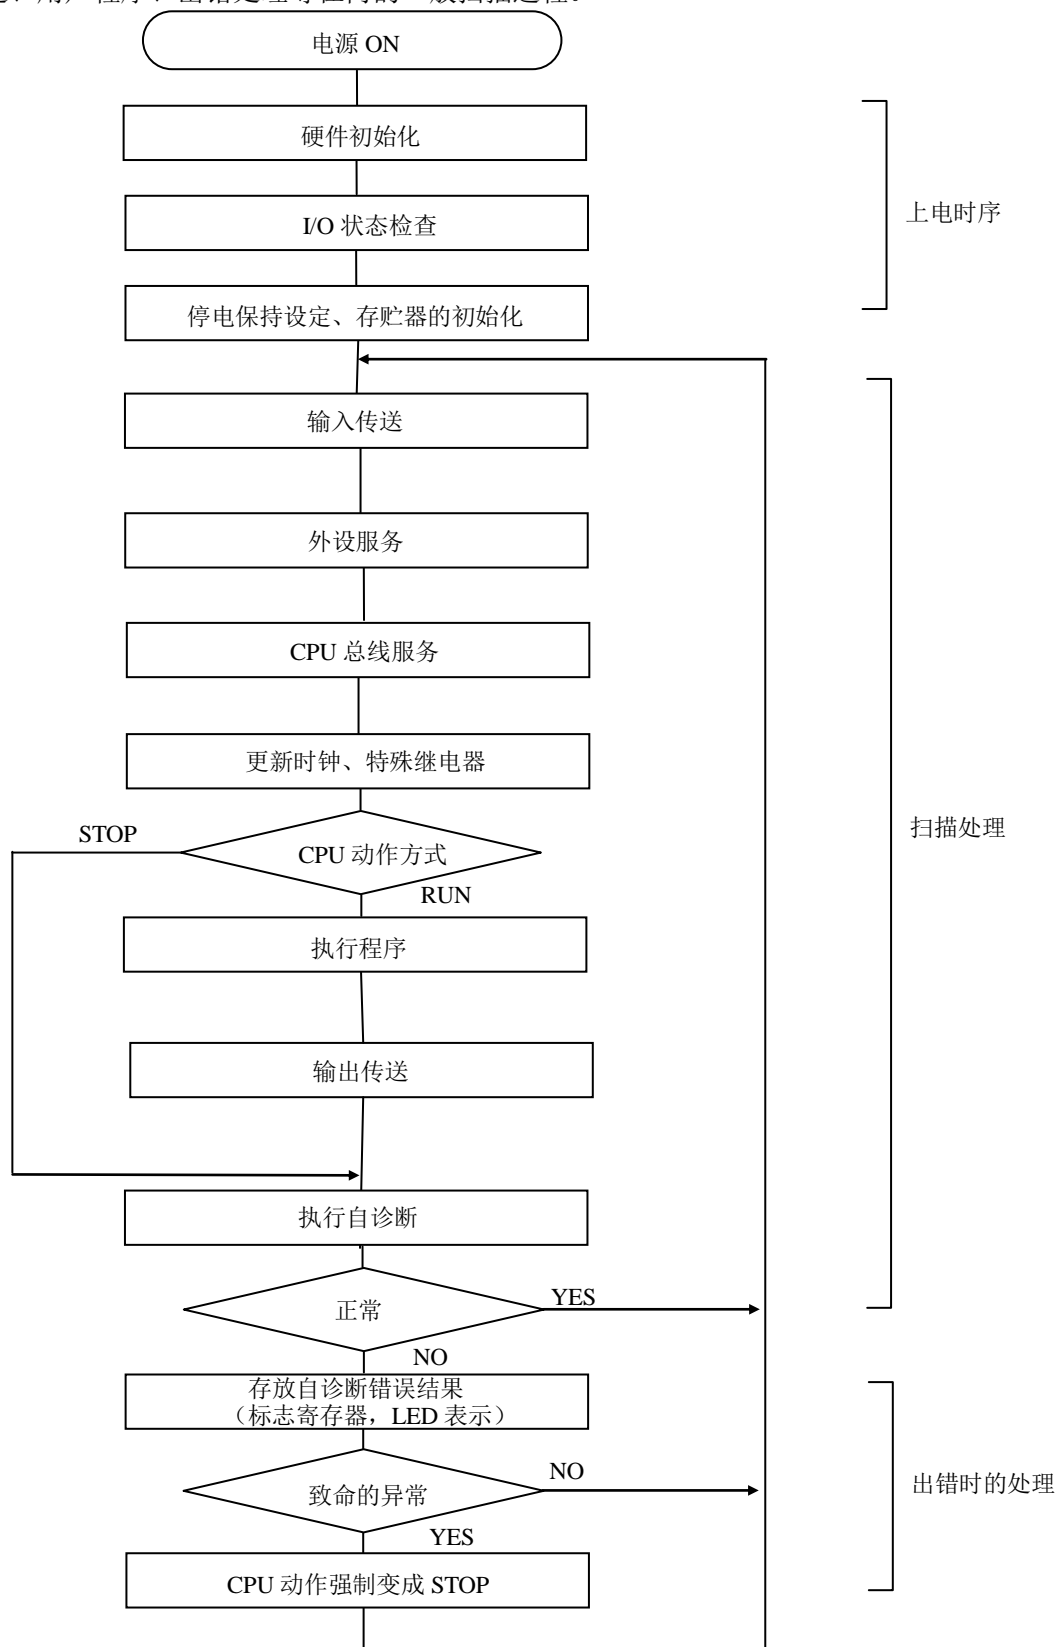 电源 ON
硬件初始化
I/O 状态检查
上电时序
停电保持设定、存贮器的初始化
输入传送
外设服务
CPU 总线服务
更新时钟、特殊继电器
STOP
CPU 动作方式
扫描处理
RUN
执行程序
输出传送
执行自诊断
正常
YES
NO
存放自诊断错误结果
（标志寄存器，LED 表示）
致命的异常
NO
出错时的处理
YES
CPU 动作强制变成 STOP